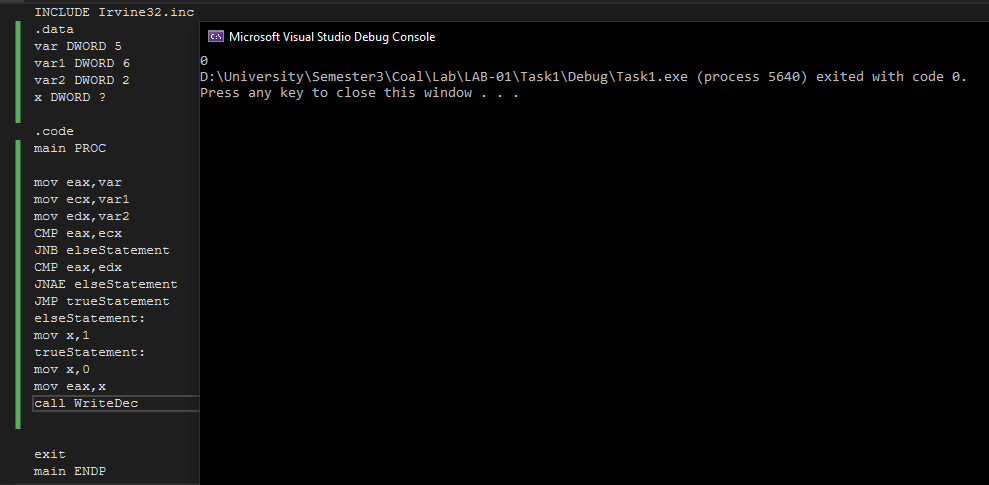 INCLUDE Irvine32.inc
.data
var DWORD 5
var1 DWORD 6
var2 DWORD 2
x DWORD ?
.code
main PROC
mov eax,var
mov ecx,var1
mov edx,var2
CMP eax,ecx
JNB elseStatement
CMP eax,edx
JNAE elseStatement
JMP trueStatement
elseStatement:
mov x,1
trueStatement:
mov x,0
mov eax,x
call WriteDec
exit
main ENDP
Microsoft Visual Studio Debug Console
0
D:\University\Semester3\Coal\Lab\LAB-01\Task1\Debug\Task1.exe (process 5640) exited with code 0.
Press any key to close this window . . .